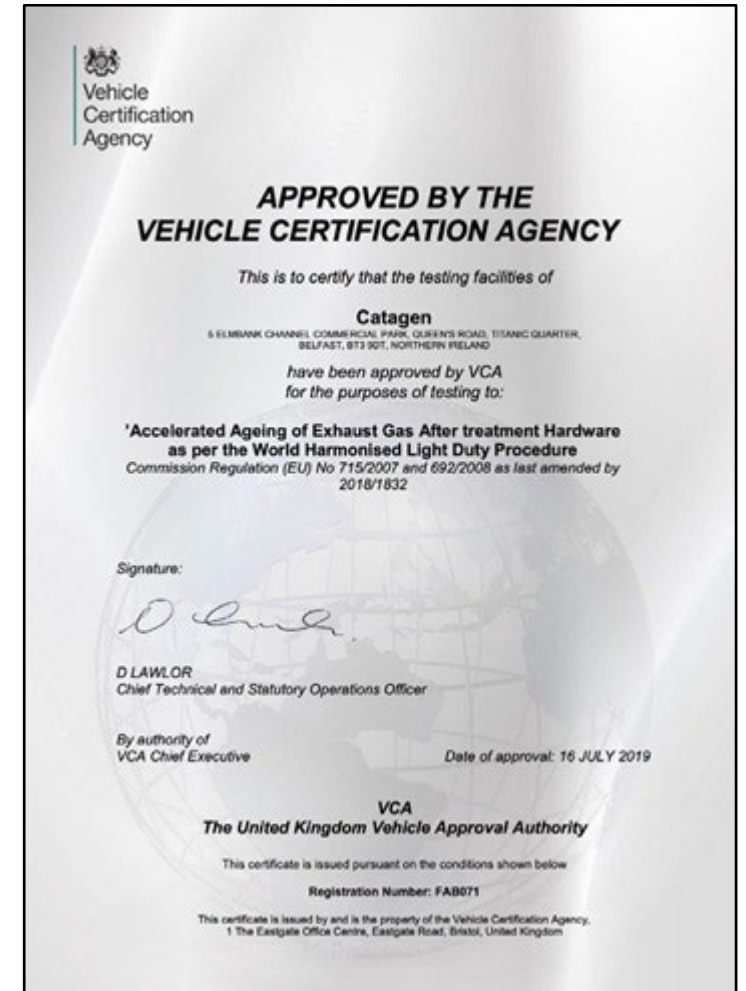 Vehicle
Certification
Agency
APPROVED BY THE
VEHICLE CERTIFICATION AGENCY
This is to certify that the testing facilities of
Catagen
5 ELMBANK CHANNEL COMMERCIAL PARK, QUEEN'S ROAD, TITANIC QUARTER,
BELFAST, BT3 9DT, NORTHERN IRELAND
have been approved by VCA
for the purposes of testing to:
'Accelerated Ageing of Exhaust Gas After treatment Hardware
as per the World Harmonised Light Duty Procedure
Commission Regulation (EU) No 715/2007 and 692/2008 as last amended by
2018/1832
Signature:
D LAWLOR
Chief Technical and Statutory Operations Officer
By authority of
VCA Chief Executive
Date of approval: 16 JULY 2019
VCA
The United Kingdom Vehicle Approval Authority
This certificate is issued pursuant on the conditions shown below
Registration Number: FAB071
This certificate is issued by and is the property of the Vehicle Certification Agency,
1 The Eastgate Office Centre, Eastgate Road, Bristol, United Kingdom